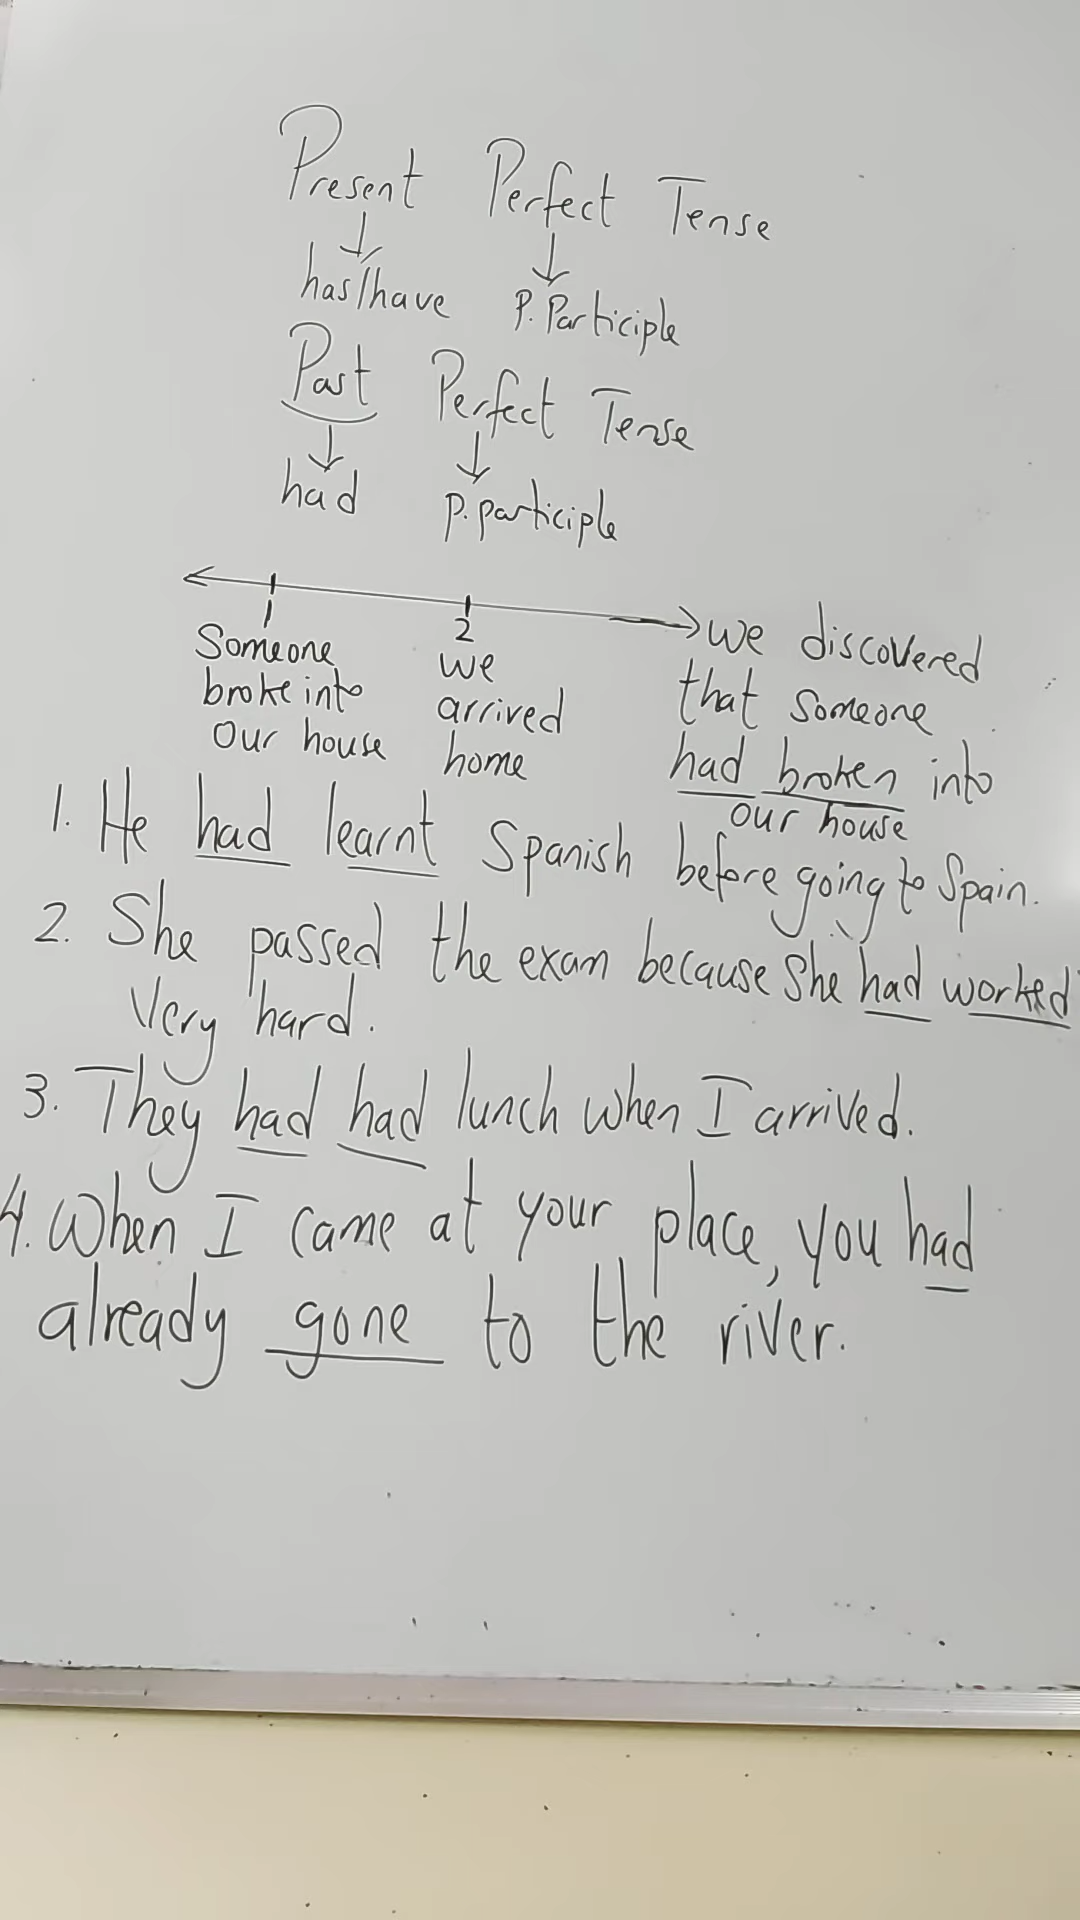 Present Perfect Tense
has/have P. Participle
Past Perfect Tense
had p. participle
1 2
Someone
broke into
our house
we
arrived
home
we discovered
that someone
had broken into
our house
1. He had learnt Spanish before going to Spain.
2. She passed the exam because she had worked
very hard.
3. They had had lunch when I arrived.
4. When I came at your place, you had
already gone to the river.